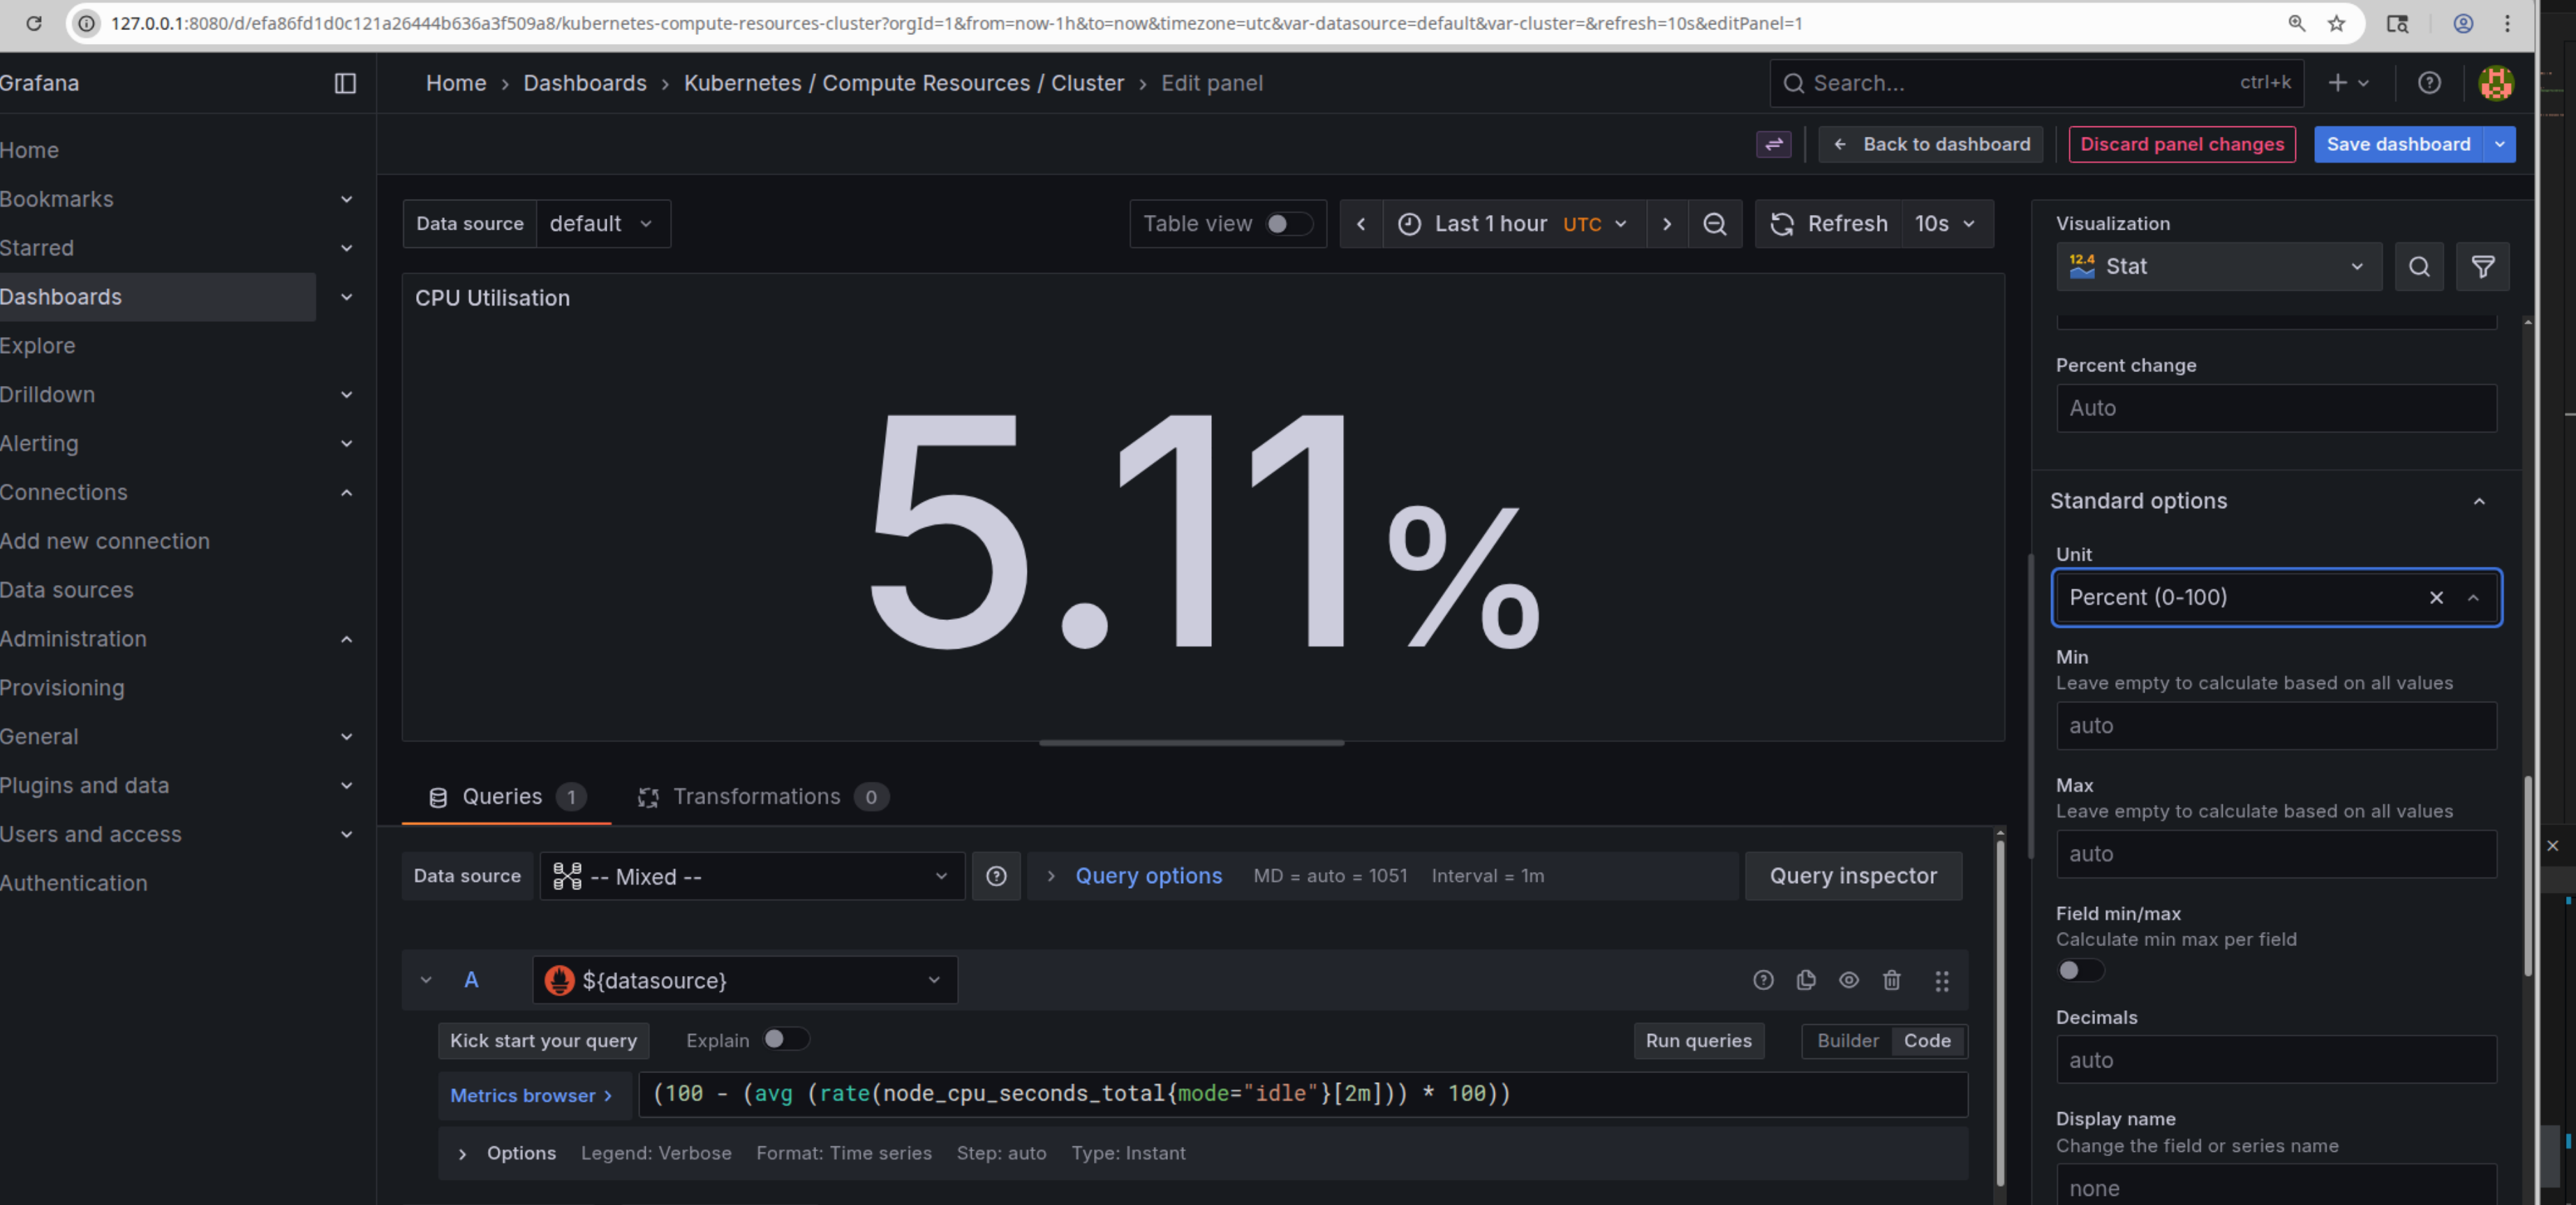 127.0.0.1:8080/d/efa86fd1d0c121a26444b636a3f509a8/kubernetes-compute-resources-cluster?orgId=1&from=now-1h&to=now&timezone=utc&var-datasource=default&var-cluster=&refresh=10s&editPanel=1
Grafana
Home › Dashboards › Kubernetes / Compute Resources / Cluster › Edit panel
Search... ctrl+k
Back to dashboard
Discard panel changes
Save dashboard
Home
Bookmarks
Starred
Dashboards
Explore
Drilldown
Alerting
Connections
Add new connection
Data sources
Administration
Provisioning
General
Plugins and data
Users and access
Authentication
Data source default
Table view
Last 1 hour UTC
Refresh 10s
CPU Utilisation
5.11%
Queries 1
Transformations 0
Data source -- Mixed --
Query options MD = auto = 1051 Interval = 1m
Query inspector
A ${datasource}
Kick start your query
Explain
Run queries
Builder Code
Metrics browser >
(100 - (avg (rate(node_cpu_seconds_total{mode="idle"}[2m])) * 100))
Options Legend: Verbose Format: Time series Step: auto Type: Instant
Visualization
12.4 Stat
Percent change
Auto
Standard options
Unit
Percent (0-100)
Min
Leave empty to calculate based on all values
auto
Max
Leave empty to calculate based on all values
auto
Field min/max
Calculate min max per field
Decimals
auto
Display name
Change the field or series name
none